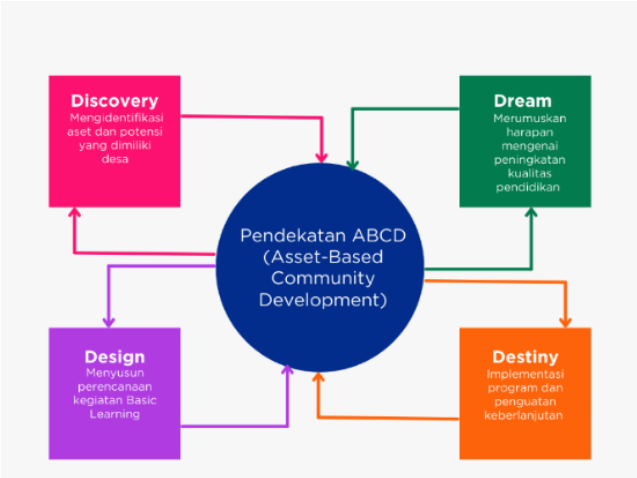 Discovery
Mengidentifikasi
aset dan potensi
yang dimiliki
desa
Dream
Merumuskan
harapan
mengenai
peningkatan
kualitas
pendidikan
Pendekatan ABCD
(Asset-Based
Community
Development)
Design
Menyusun
perencanaan
kegiatan Basic
Learning
Destiny
Implementasi
program dan
penguatan
keberlanjutan